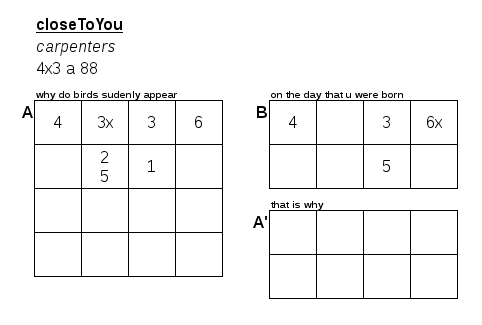 closeToYou
carpenters
4x3 a 88
why do birds sudenly appear
A 4 3x 3 6
2 1
5
on the day that u were born
B 4 3 6x
5
that is why
A'